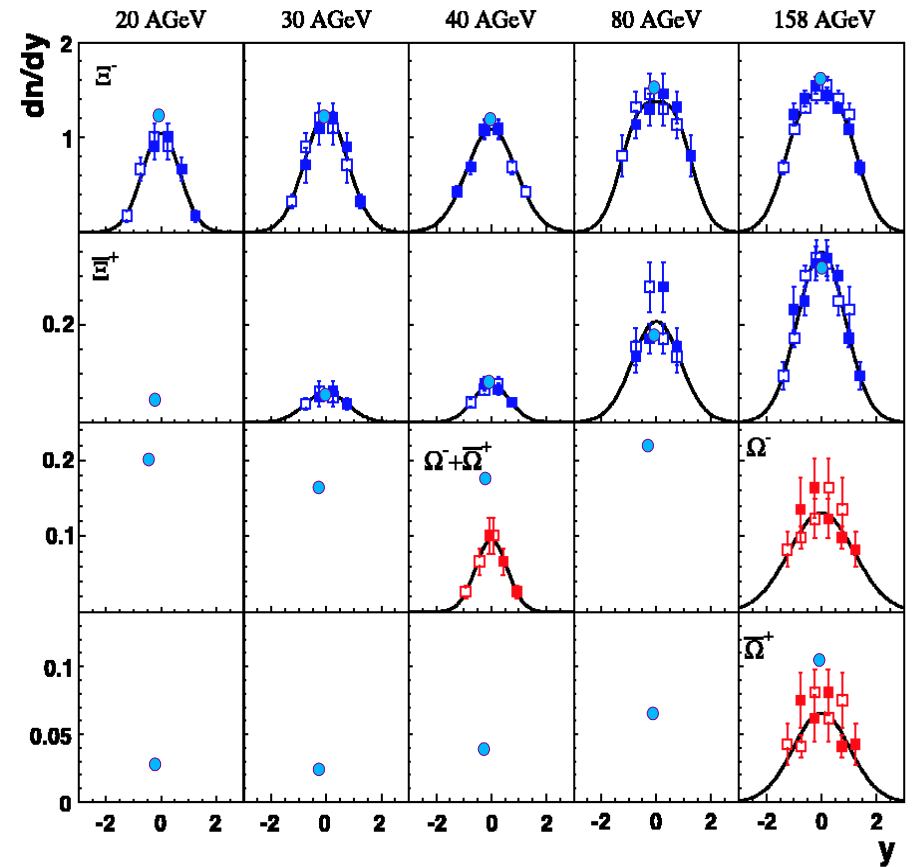 20 AGeV 30 AGeV 40 AGeV 80 AGeV 158 AGeV
dn/dy
2
Ξ⁻
1
Ξ̅⁺
0.2
Ω⁻+Ω̅⁺ Ω⁻
0.2
0.1
Ω̅⁺
0.1
0.05
0
-2 0 2 -2 0 2 -2 0 2 -2 0 2 -2 0 2
y